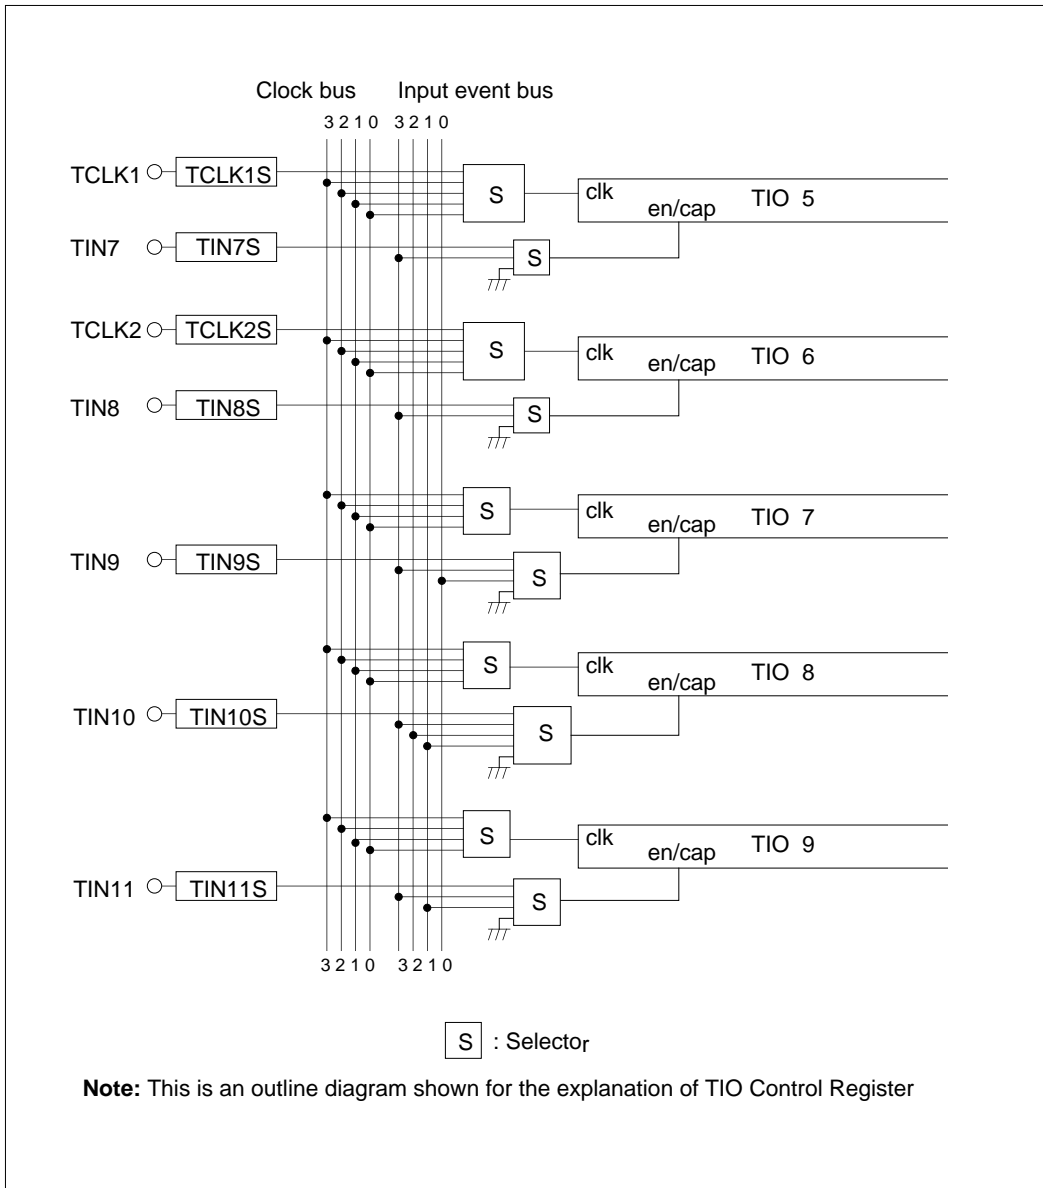 Clock bus Input event bus
3 2 1 0 3 2 1 0
TCLK1 TCLK1S S clk en/cap TIO 5
TIN7 TIN7S S
TCLK2 TCLK2S S clk en/cap TIO 6
TIN8 TIN8S S
S clk en/cap TIO 7
TIN9 TIN9S S
S clk en/cap TIO 8
TIN10 TIN10S S
S clk en/cap TIO 9
TIN11 TIN11S S
3 2 1 0 3 2 1 0
S : Selector
Note: This is an outline diagram shown for the explanation of TIO Control Register